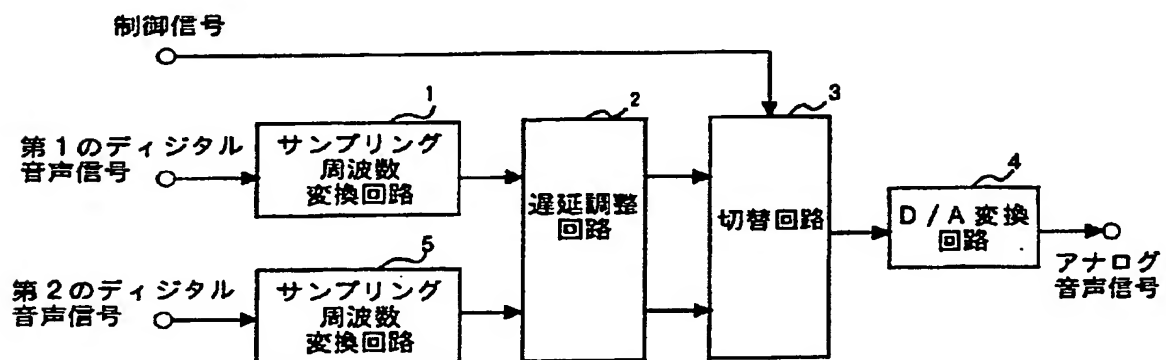 制御信号
1
2
3
第1のディジタル
音声信号
サンプリング
周波数
変換回路
遅延調整
回路
切替回路
4
D/A変換
回路
アナログ
音声信号
5
第2のディジタル
音声信号
サンプリング
周波数
変換回路